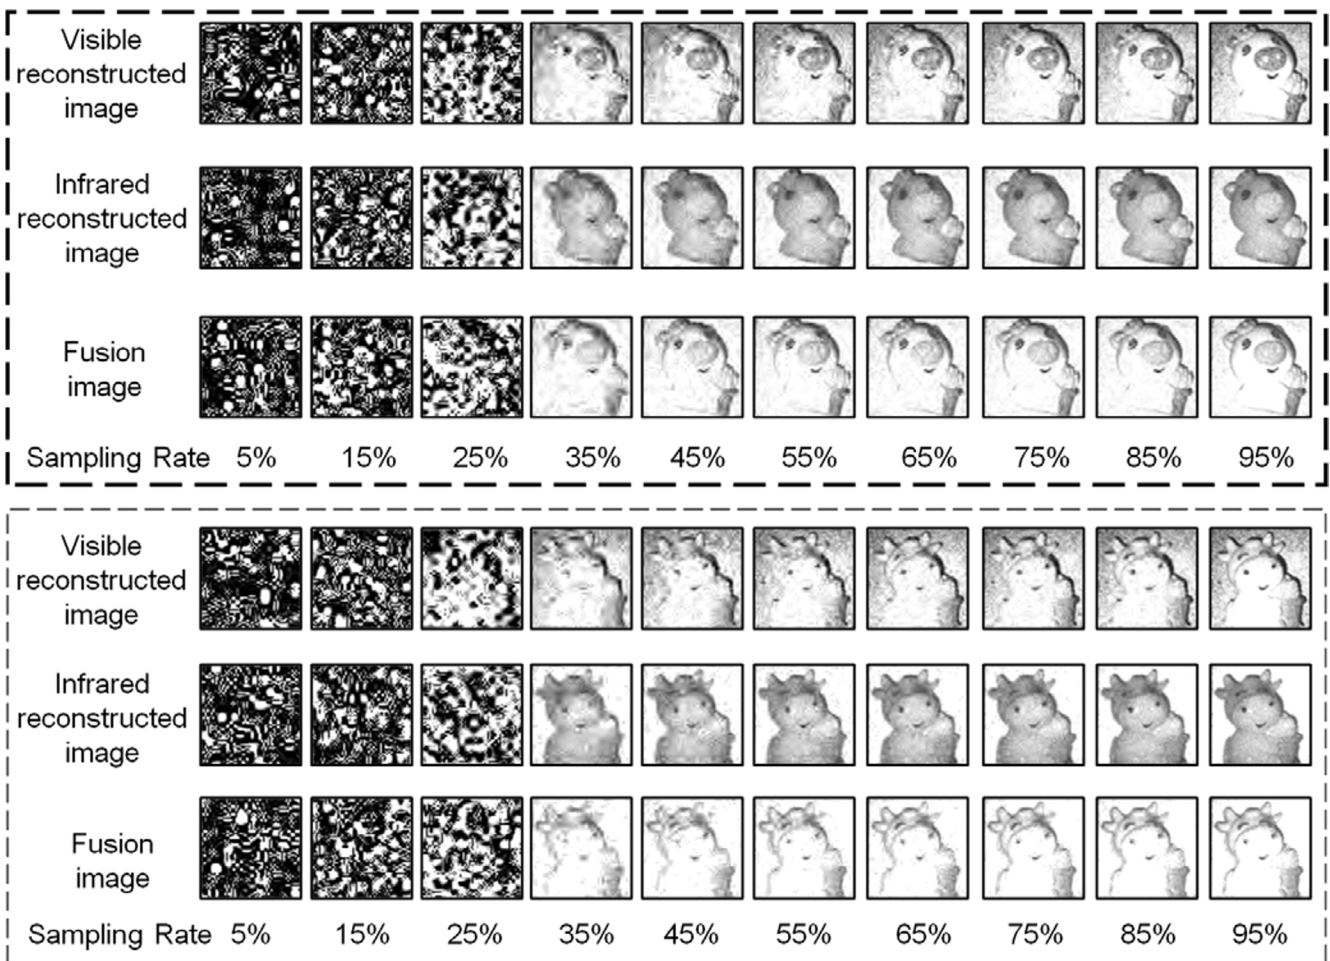 Visible
reconstructed
image
Infrared
reconstructed
image
Fusion
image
Sampling Rate 5% 15% 25% 35% 45% 55% 65% 75% 85% 95%
Visible
reconstructed
image
Infrared
reconstructed
image
Fusion
image
Sampling Rate 5% 15% 25% 35% 45% 55% 65% 75% 85% 95%